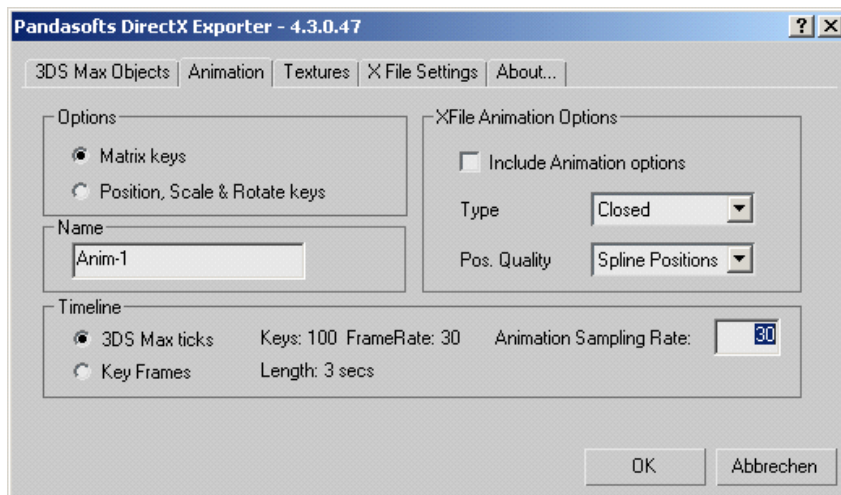 Pandasofts DirectX Exporter - 4.3.0.47
3DS Max Objects Animation Textures X File Settings About...
Options
Matrix keys
Position, Scale & Rotate keys
Name
Anim-1
XFile Animation Options
Include Animation options
Type Closed
Pos. Quality Spline Positions
Timeline
3DS Max ticks Keys: 100 FrameRate: 30 Animation Sampling Rate: 30
Key Frames Length: 3 secs
OK Abbrechen